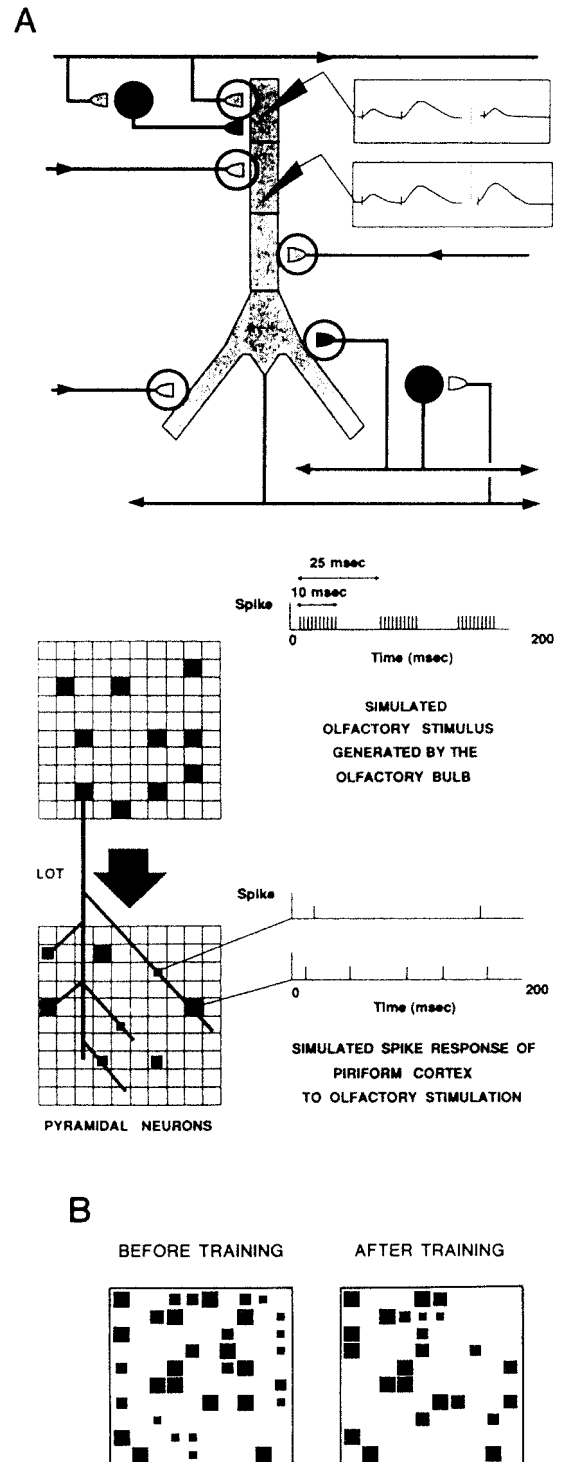 A
25 msec
10 msec
Spike
0
200
Time (msec)
SIMULATED
OLFACTORY STIMULUS
GENERATED BY THE
OLFACTORY BULB
LOT
Spike
0
200
Time (msec)
SIMULATED SPIKE RESPONSE OF
PIRIFORM CORTEX
TO OLFACTORY STIMULATION
PYRAMIDAL NEURONS
B
BEFORE TRAINING
AFTER TRAINING